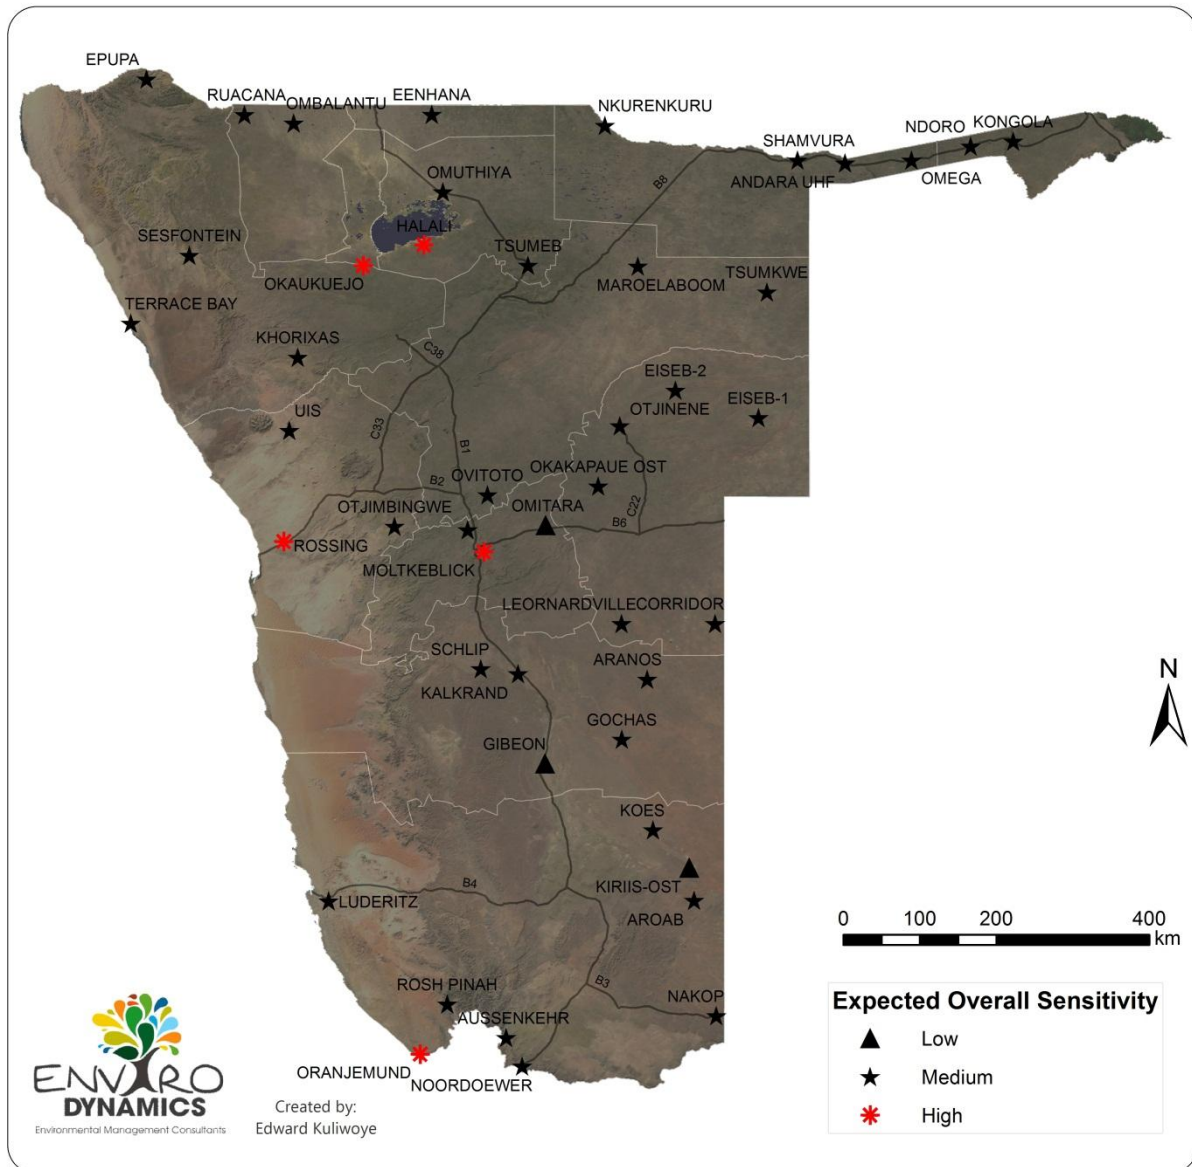 EPUPA
RUACANA
OMBALANTU
EENHANA
NKURENKURU
SHAMVURA
NDORO
KONGOLA
ANDARA UHF
OMEGA
B8
OMUTHIYA
HALALI
SESFONTEIN
TSUMEB
OKAUKUEJO
MAROELABOOM
TSUMKWE
TERRACE BAY
KHORIXAS
C38
EISEB-2
EISEB-1
UIS
OTJINENE
C33
B1
OVITOTO
OKAKAPAUE OST
B2
OTJIMBINGWE
OMITARA
C22
B6
ROSSING
MOLTKEBLICK
LEORNARDVILLE
CORRIDOR
SCHLIP
ARANOS
KALKRAND
GOCHAS
GIBEON
KOES
KIRIIS-OST
B4
LUDERITZ
AROAB
B3
ROSH PINAH
NAKOP
AUSSENKEHR
ORANJEMUND
NOORDOEWER
N
0 100 200 400
km
Expected Overall Sensitivity
Low
Medium
High
ENVIRO
DYNAMICS
Environmental Management Consultants
Created by:
Edward Kuliwoye